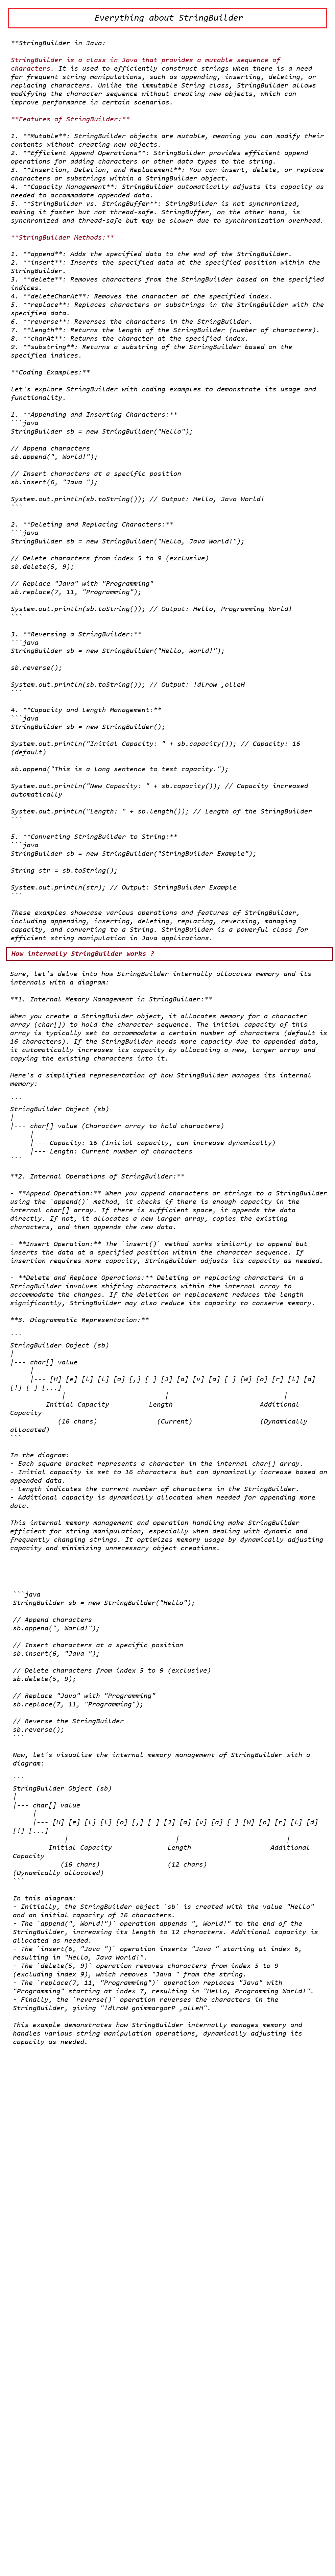 Everything about StringBuilder
**StringBuilder in Java:
StringBuilder is a class in Java that provides a mutable sequence of
characters. It is used to efficiently construct strings when there is a need
for frequent string manipulations, such as appending, inserting, deleting, or
replacing characters. Unlike the immutable String class, StringBuilder allows
modifying the character sequence without creating new objects, which can
improve performance in certain scenarios.
**Features of StringBuilder:**
1. **Mutable**: StringBuilder objects are mutable, meaning you can modify their
contents without creating new objects.
2. **Efficient Append Operations**: StringBuilder provides efficient append
operations for adding characters or other data types to the string.
3. **Insertion, Deletion, and Replacement**: You can insert, delete, or replace
characters or substrings within a StringBuilder object.
4. **Capacity Management**: StringBuilder automatically adjusts its capacity as
needed to accommodate appended data.
5. **StringBuilder vs. StringBuffer**: StringBuilder is not synchronized,
making it faster but not thread-safe. StringBuffer, on the other hand, is
synchronized and thread-safe but may be slower due to synchronization overhead.
**StringBuilder Methods:**
1. **append**: Adds the specified data to the end of the StringBuilder.
2. **insert**: Inserts the specified data at the specified position within the
StringBuilder.
3. **delete**: Removes characters from the StringBuilder based on the specified
indices.
4. **deleteCharAt**: Removes the character at the specified index.
5. **replace**: Replaces characters or substrings in the StringBuilder with the
specified data.
6. **reverse**: Reverses the characters in the StringBuilder.
7. **length**: Returns the length of the StringBuilder (number of characters).
8. **charAt**: Returns the character at the specified index.
9. **substring**: Returns a substring of the StringBuilder based on the
specified indices.
**Coding Examples:**
Let's explore StringBuilder with coding examples to demonstrate its usage and
functionality.
1. **Appending and Inserting Characters:**
```java
StringBuilder sb = new StringBuilder("Hello");
// Append characters
sb.append(", World!");
// Insert characters at a specific position
sb.insert(6, "Java ");
System.out.println(sb.toString()); // Output: Hello, Java World!
```
2. **Deleting and Replacing Characters:**
```java
StringBuilder sb = new StringBuilder("Hello, Java World!");
// Delete characters from index 5 to 9 (exclusive)
sb.delete(5, 9);
// Replace "Java" with "Programming"
sb.replace(7, 11, "Programming");
System.out.println(sb.toString()); // Output: Hello, Programming World!
```
3. **Reversing a StringBuilder:**
```java
StringBuilder sb = new StringBuilder("Hello, World!");
sb.reverse();
System.out.println(sb.toString()); // Output: !dlroW ,olleH
```
4. **Capacity and Length Management:**
```java
StringBuilder sb = new StringBuilder();
System.out.println("Initial Capacity: " + sb.capacity()); // Capacity: 16
(default)
sb.append("This is a long sentence to test capacity.");
System.out.println("New Capacity: " + sb.capacity()); // Capacity increased
automatically
System.out.println("Length: " + sb.length()); // Length of the StringBuilder
```
5. **Converting StringBuilder to String:**
```java
StringBuilder sb = new StringBuilder("StringBuilder Example");
String str = sb.toString();
System.out.println(str); // Output: StringBuilder Example
```
These examples showcase various operations and features of StringBuilder,
including appending, inserting, deleting, replacing, reversing, managing
capacity, and converting to a String. StringBuilder is a powerful class for
efficient string manipulation in Java applications.
How internally StringBuilder works ?
Sure, let's delve into how StringBuilder internally allocates memory and its
internals with a diagram:
**1. Internal Memory Management in StringBuilder:**
When you create a StringBuilder object, it allocates memory for a character
array (char[]) to hold the character sequence. The initial capacity of this
array is typically set to accommodate a certain number of characters (default is
16 characters). If the StringBuilder needs more capacity due to appended data,
it automatically increases its capacity by allocating a new, larger array and
copying the existing characters into it.
Here's a simplified representation of how StringBuilder manages its internal
memory:
```
StringBuilder Object (sb)
|
|--- char[] value (Character array to hold characters)
|
|--- Capacity: 16 (Initial capacity, can increase dynamically)
|--- Length: Current number of characters
```
**2. Internal Operations of StringBuilder:**
- **Append Operation:** When you append characters or strings to a StringBuilder
using the `append()` method, it checks if there is enough capacity in the
internal char[] array. If there is sufficient space, it appends the data
directly. If not, it allocates a new larger array, copies the existing
characters, and then appends the new data.
- **Insert Operation:** The `insert()` method works similarly to append but
inserts the data at a specified position within the character sequence. If
insertion requires more capacity, StringBuilder adjusts its capacity as needed.
- **Delete and Replace Operations:** Deleting or replacing characters in a
StringBuilder involves shifting characters within the internal array to
accommodate the changes. If the deletion or replacement reduces the length
significantly, StringBuilder may also reduce its capacity to conserve memory.
**3. Diagrammatic Representation:**
```
StringBuilder Object (sb)
|
|--- char[] value
|
|--- [H] [e] [l] [l] [o] [,] [ ] [J] [a] [v] [a] [ ] [W] [o] [r] [l] [d]
[!] [ ] [...]
| | |
Initial Capacity Length Additional
Capacity
(16 chars) (Current) (Dynamically
allocated)
```
In the diagram:
- Each square bracket represents a character in the internal char[] array.
- Initial capacity is set to 16 characters but can dynamically increase based on
appended data.
- Length indicates the current number of characters in the StringBuilder.
- Additional capacity is dynamically allocated when needed for appending more
data.
This internal memory management and operation handling make StringBuilder
efficient for string manipulation, especially when dealing with dynamic and
frequently changing strings. It optimizes memory usage by dynamically adjusting
capacity and minimizing unnecessary object creations.
```java
StringBuilder sb = new StringBuilder("Hello");
// Append characters
sb.append(", World!");
// Insert characters at a specific position
sb.insert(6, "Java ");
// Delete characters from index 5 to 9 (exclusive)
sb.delete(5, 9);
// Replace "Java" with "Programming"
sb.replace(7, 11, "Programming");
// Reverse the StringBuilder
sb.reverse();
```
Now, let's visualize the internal memory management of StringBuilder with a
diagram:
```
StringBuilder Object (sb)
|
|--- char[] value
|
|--- [H] [e] [l] [l] [o] [,] [ ] [J] [a] [v] [a] [ ] [W] [o] [r] [l] [d]
[!] [...]
| | |
Initial Capacity Length Additional
Capacity
(16 chars) (12 chars)
(Dynamically allocated)
```
In this diagram:
- Initially, the StringBuilder object `sb` is created with the value "Hello"
and an initial capacity of 16 characters.
- The `append(", World!")` operation appends ", World!" to the end of the
StringBuilder, increasing its length to 12 characters. Additional capacity is
allocated as needed.
- The `insert(6, "Java ")` operation inserts "Java " starting at index 6,
resulting in "Hello, Java World!".
- The `delete(5, 9)` operation removes characters from index 5 to 9
(excluding index 9), which removes "Java " from the string.
- The `replace(7, 11, "Programming")` operation replaces "Java" with
"Programming" starting at index 7, resulting in "Hello, Programming World!".
- Finally, the `reverse()` operation reverses the characters in the
StringBuilder, giving "!dlroW gnimmargorP ,olleH".
This example demonstrates how StringBuilder internally manages memory and
handles various string manipulation operations, dynamically adjusting its
capacity as needed.